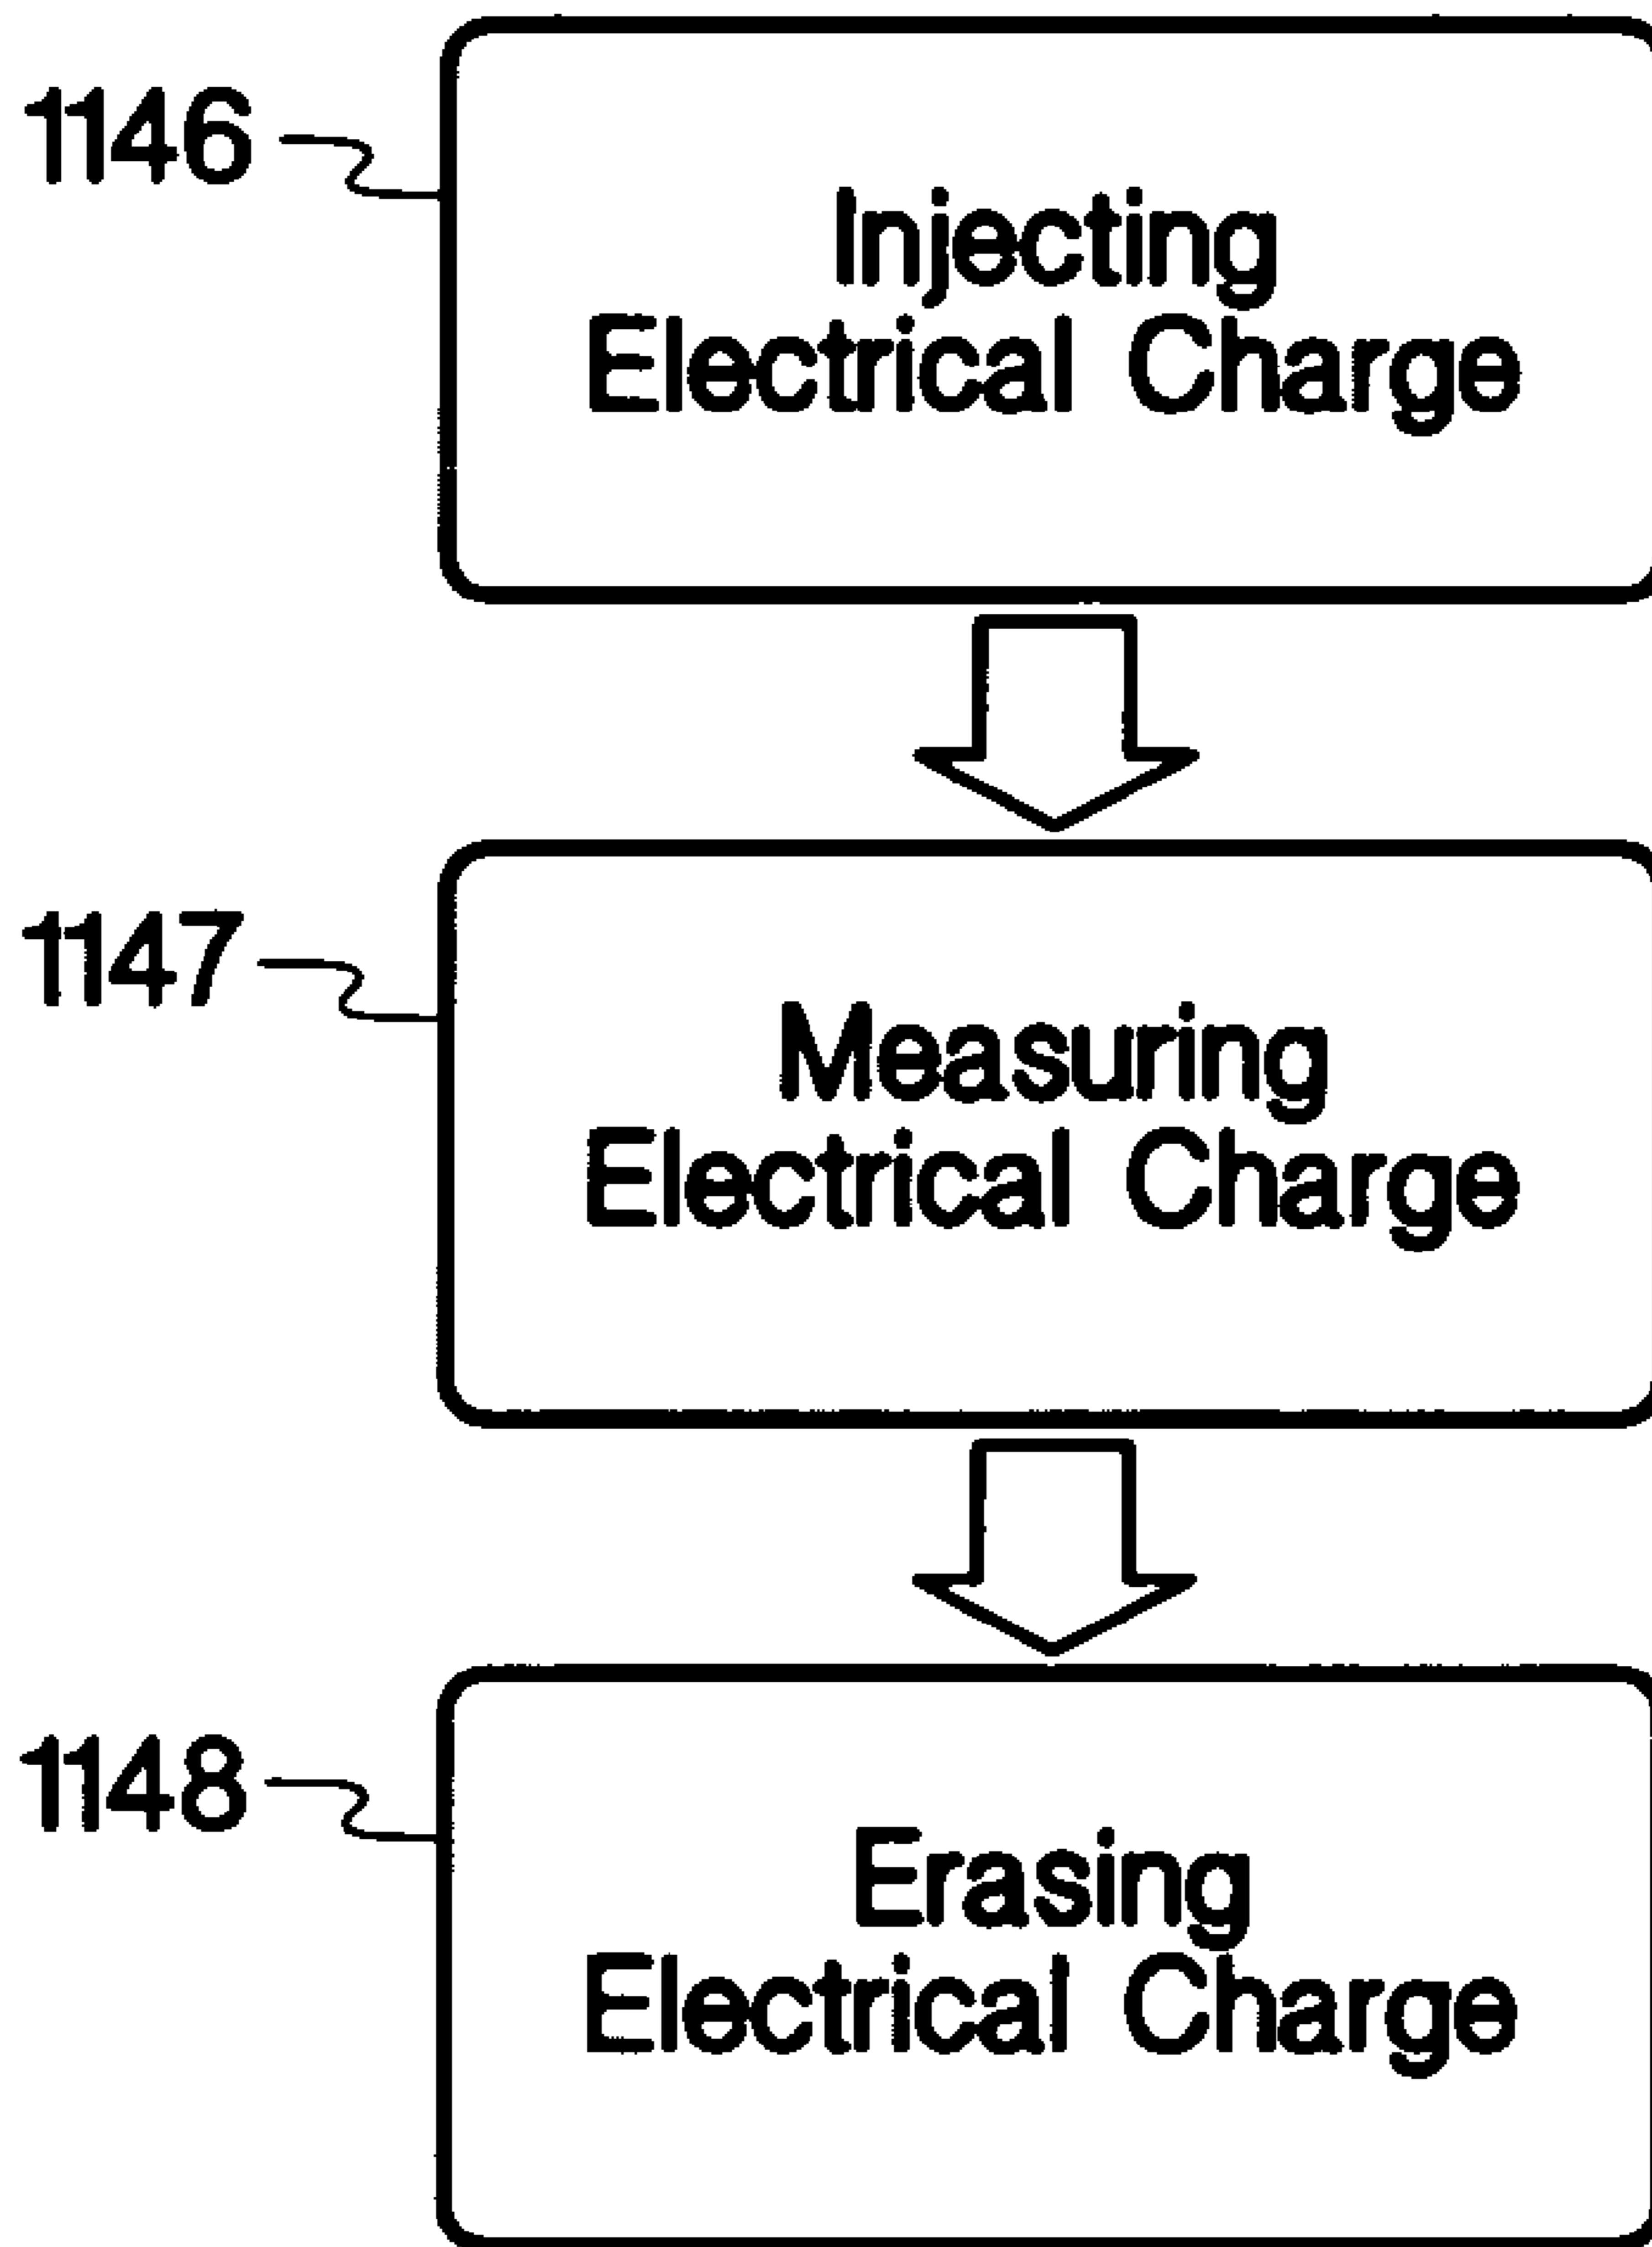 1146
Injecting
Electrical Charge
1147
Measuring
Electrical Charge
1148
Erasing
Electrical Charge